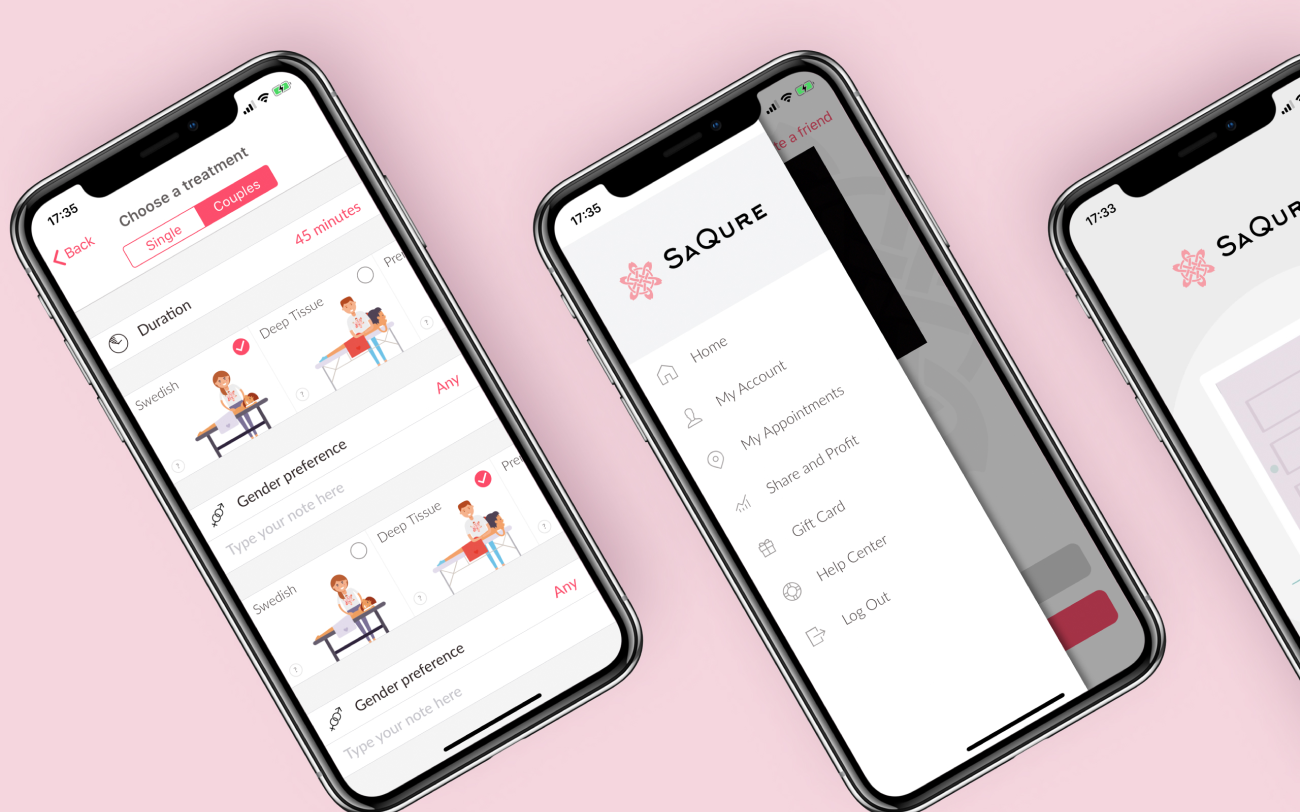 17:35
Back
Choose a treatment
Single
Couples
Duration
45 minutes
Swedish
Deep Tissue
Pre
Gender preference
Any
Type your note here
Swedish
Deep Tissue
Pre
Gender preference
Any
Type your note here
17:35
te a friend
SAQURE
Home
My Account
My Appointments
Share and Profit
Gift Card
Help Center
Log Out
17:33
SAQUR